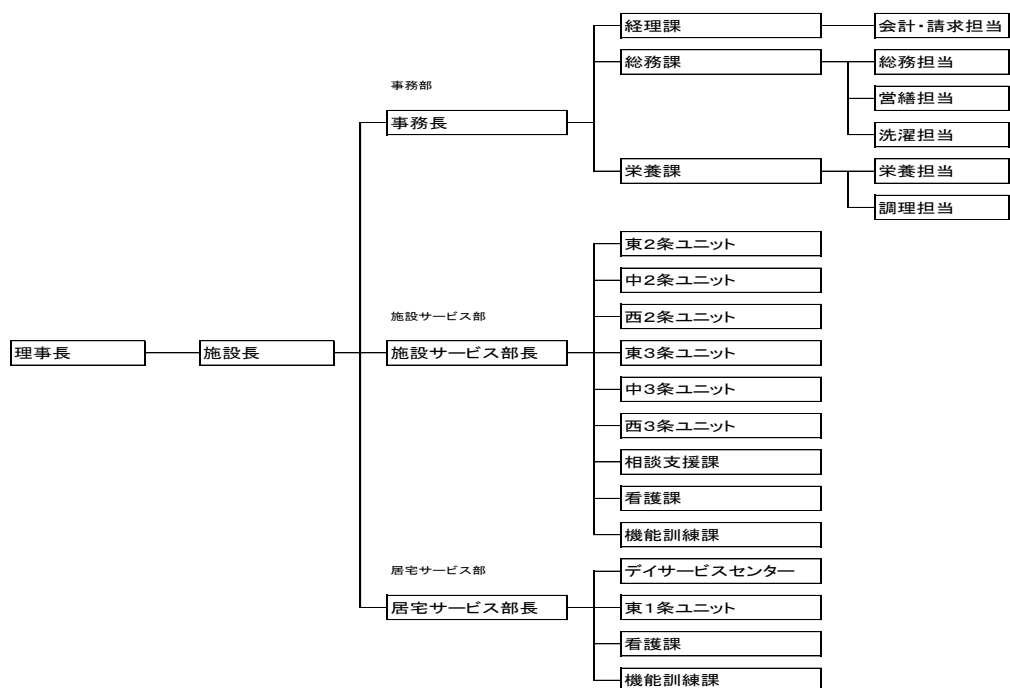 経理課
会計・請求担当
総務課
総務担当
事務部
営繕担当
事務長
洗濯担当
栄養課
栄養担当
調理担当
東2条ユニット
中2条ユニット
施設サービス部
西2条ユニット
理事長
施設長
施設サービス部長
東3条ユニット
中3条ユニット
西3条ユニット
相談支援課
看護課
機能訓練課
居宅サービス部
デイサービスセンター
居宅サービス部長
東1条ユニット
看護課
機能訓練課